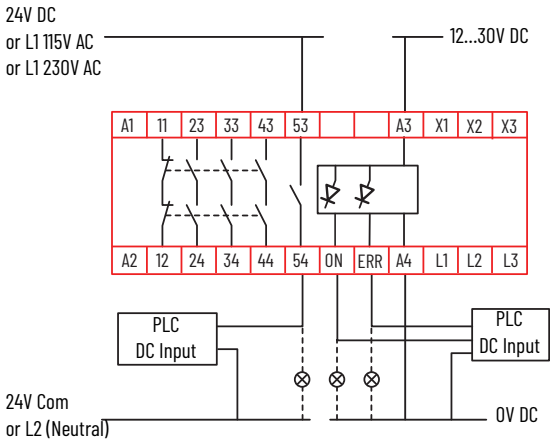 24V DC
or L1 115V AC
or L1 230V AC
12...30V DC
A1 11 23 33 43 53 A3 X1 X2 X3
A2 12 24 34 44 54 ON ERR A4 L1 L2 L3
PLC
DC Input
PLC
DC Input
24V Com
or L2 (Neutral)
0V DC